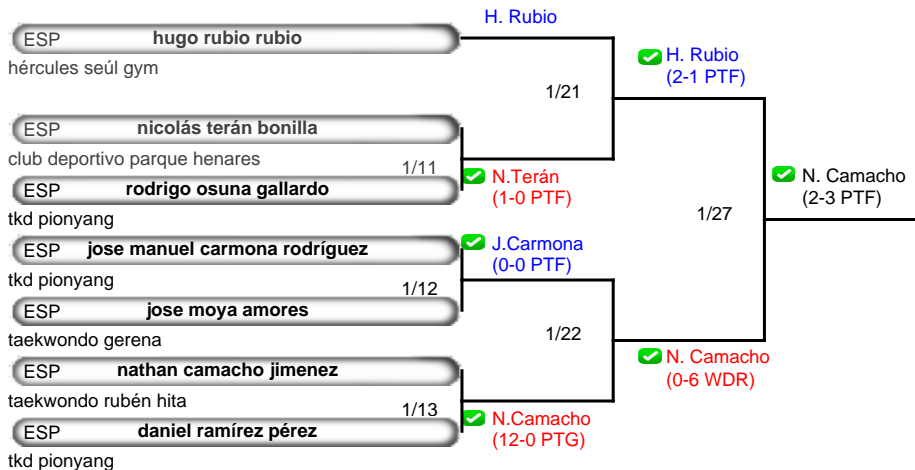 H. Rubio
ESP hugo rubio rubio
hércules seúl gym
H. Rubio
(2-1 PTF)
1/21
ESP nicolás terán bonilla
club deportivo parque henares
1/11
ESP rodrigo osuna gallardo
tkd pionyang
N.Terán
(1-0 PTF)
N. Camacho
(2-3 PTF)
1/27
ESP jose manuel carmona rodríguez
tkd pionyang
J.Carmona
(0-0 PTF)
1/12
ESP jose moya amores
taekwondo gerena
1/22
ESP nathan camacho jimenez
taekwondo rubén hita
N. Camacho
(0-6 WDR)
1/13
ESP daniel ramírez pérez
tkd pionyang
N.Camacho
(12-0 PTG)